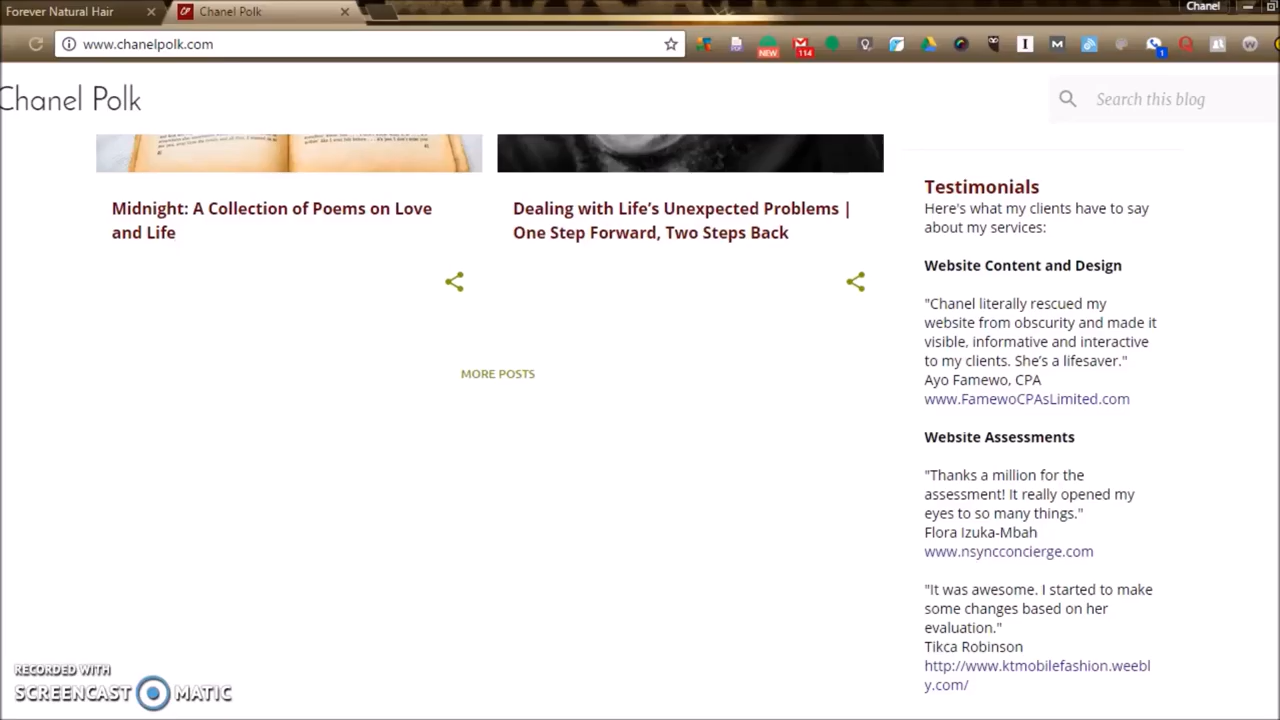 Forever Natural Hair
Chanel Polk
Chanel
www.chanelpolk.com
NEW
114
1
Chanel Polk
Search this blog
Midnight: A Collection of Poems on Love
and Life
Dealing with Life’s Unexpected Problems |
One Step Forward, Two Steps Back
MORE POSTS
Testimonials
Here's what my clients have to say
about my services:
Website Content and Design
"Chanel literally rescued my
website from obscurity and made it
visible, informative and interactive
to my clients. She’s a lifesaver."
Ayo Famewo, CPA
www.FamewoCPAsLimited.com
Website Assessments
"Thanks a million for the
assessment! It really opened my
eyes to so many things."
Flora Izuka-Mbah
www.nsyncconcierge.com
"It was awesome. I started to make
some changes based on her
evaluation."
Tikca Robinson
http://www.ktmobilefashion.weebl
y.com/
RECORDED WITH
SCREENCAST MATIC